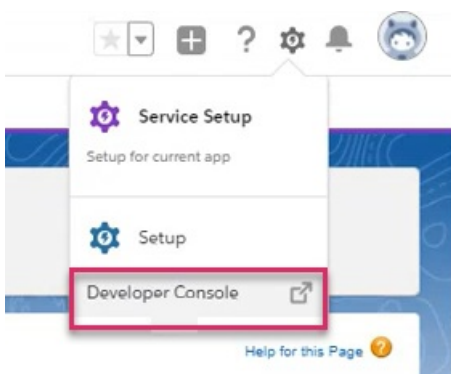 ?
Service Setup
Setup for current app
Setup
Developer Console
Help for this Page ?